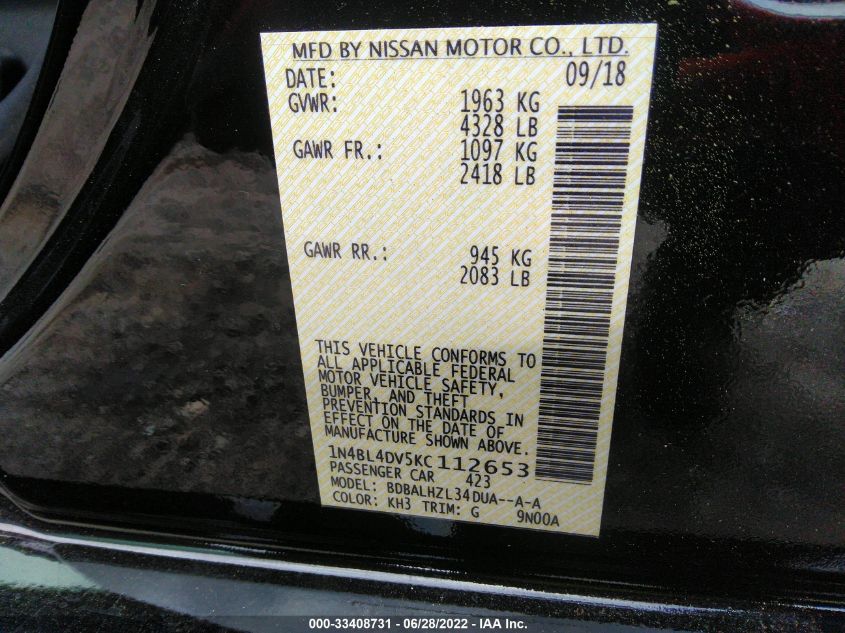 MFD BY NISSAN MOTOR CO., LTD.
DATE: 09/18
GVWR: 1963 KG
4328 LB
GAWR FR.: 1097 KG
2418 LB
GAWR RR.: 945 KG
2083 LB
THIS VEHICLE CONFORMS TO
ALL APPLICABLE FEDERAL
MOTOR VEHICLE SAFETY,
BUMPER, AND THEFT
PREVENTION STANDARDS IN
EFFECT ON THE DATE OF
MANUFACTURE SHOWN ABOVE.
1N4BL4DV5KC112653
PASSENGER CAR 423
MODEL: BDBALHZL34DUA--A-A
COLOR: KH3 TRIM: G 9N00A
000-33408731 - 06/28/2022 - IAA Inc.